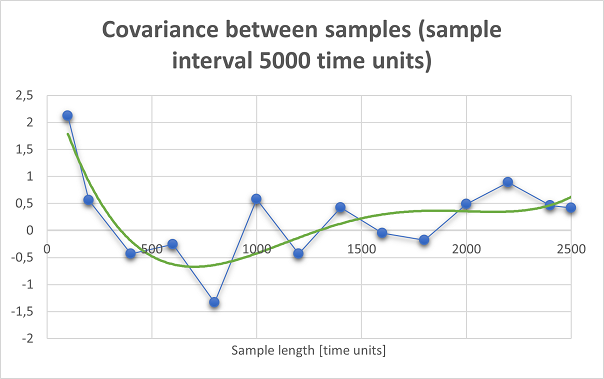 Covariance between samples (sample
interval 5000 time units)
2,5
2
1,5
1
0,5
0
-0,5
-1
-1,5
-2
0 500 1000 1500 2000 2500
Sample length [time units]